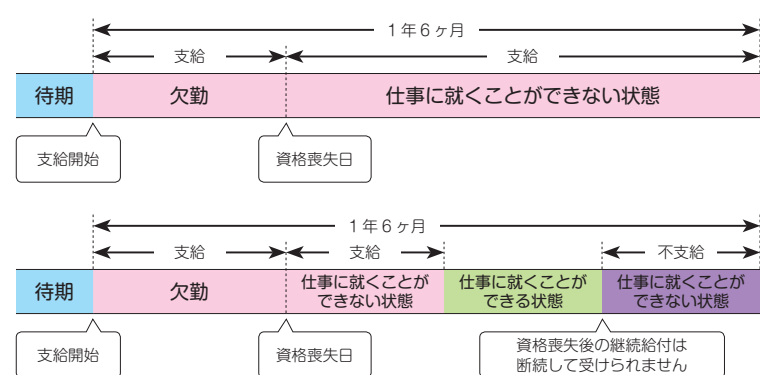 1年6ヶ月
支給
支給
待期
欠勤
仕事に就くことができない状態
支給開始
資格喪失日
1年6ヶ月
支給
支給
不支給
待期
欠勤
仕事に就くことが
できない状態
仕事に就くことが
できる状態
仕事に就くことが
できない状態
支給開始
資格喪失日
資格喪失後の継続給付は
断続して受けられません